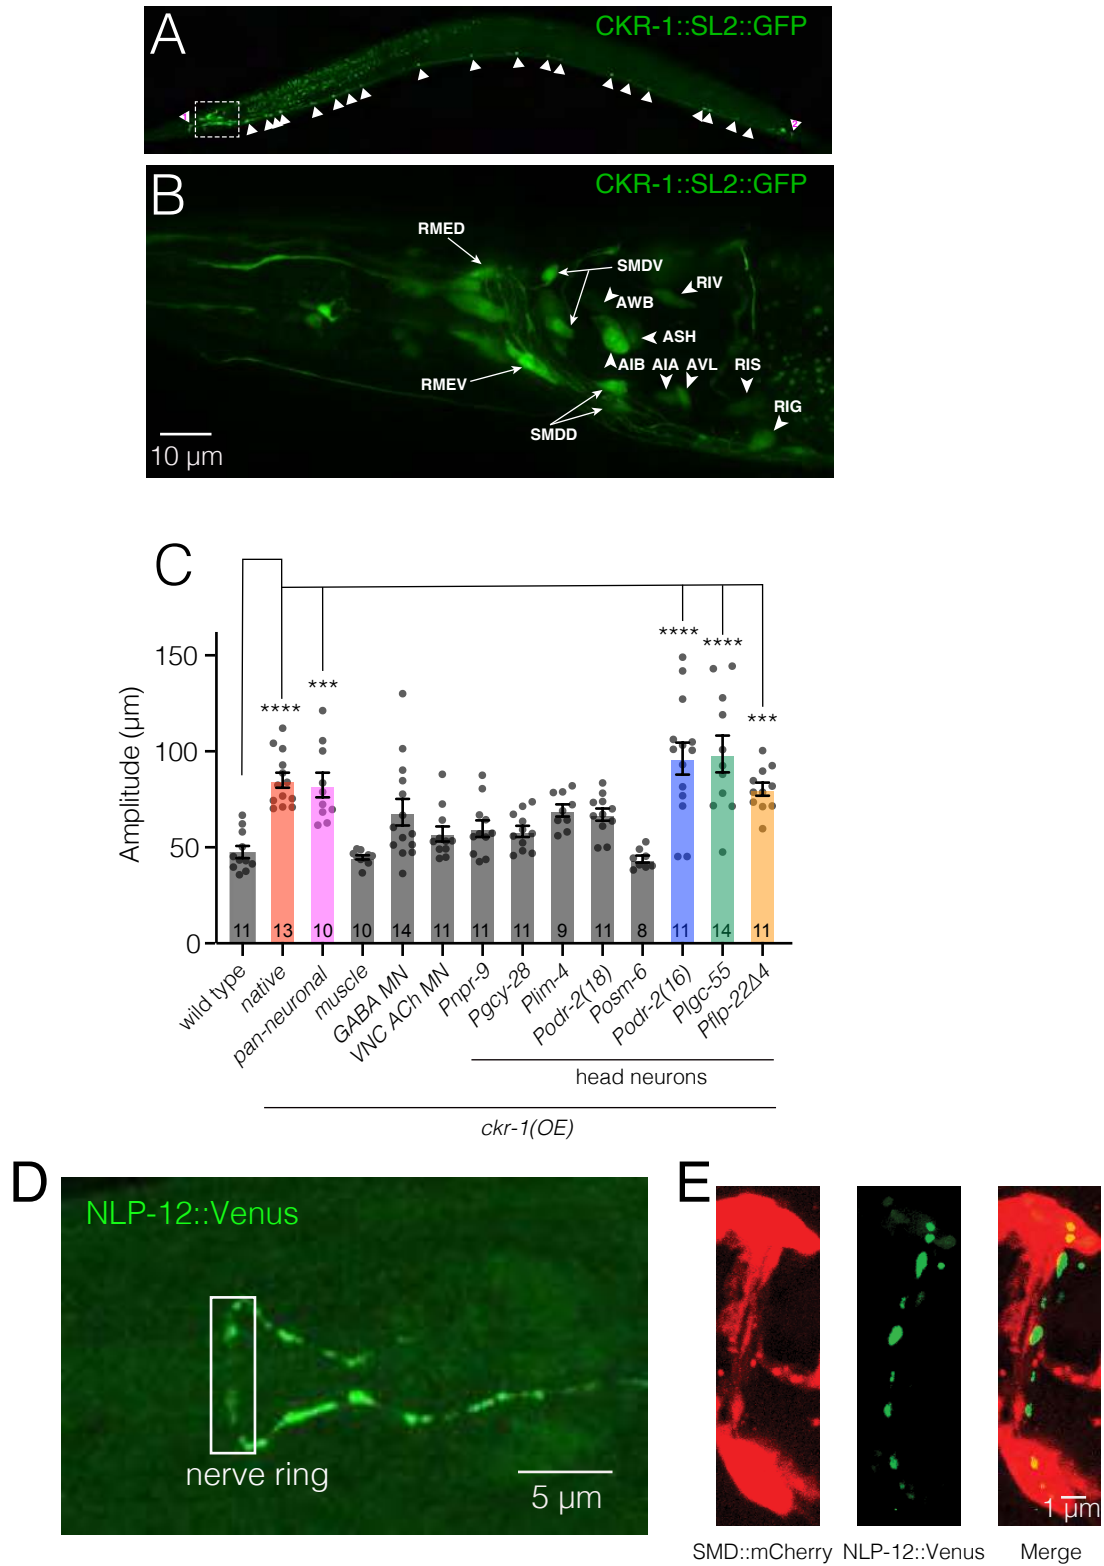 A
CKR-1::SL2::GFP
B
CKR-1::SL2::GFP
RMED
SMDV
RIV
AWB
ASH
AIB
AIA
AVL
RIS
RMEV
RIG
SMDD
10 µm
C
Amplitude (µm)
150
100
50
0
****
***
****
****
***
11
13
10
10
14
11
11
11
9
11
8
11
14
11
wild type
native
pan-neuronal
muscle
GABA MN
VNC ACh MN
Pnpr-9
Pgcy-28
Plim-4
Podr-2(18)
Posm-6
Podr-2(16)
Plgc-55
Pflp-22Δ4
head neurons
ckr-1(OE)
D
NLP-12::Venus
nerve ring
5 µm
E
1 µm
SMD::mCherry
NLP-12::Venus
Merge